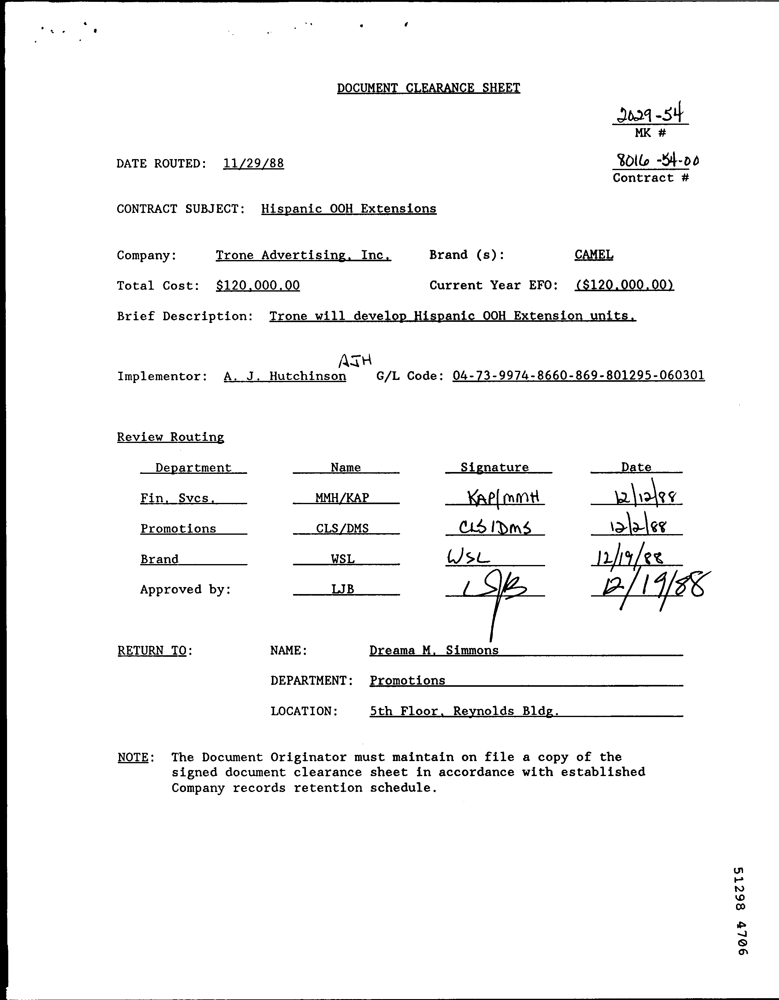 DOCUMENT CLEARANCE SHEET
2029-54
MK #
DATE ROUTED: 11/29/88
8016 -54-00
Contract #
CONTRACT SUBJECT: Hispanic OOH Extensions
Company: Trone Advertising, Inc. Brand (s): CAMEL
Total Cost: $120,000.00 Current Year EFO: ($120,000.00)
Brief Description: Trone will develop Hispanic OOH Extension units.
AJH
Implementor: A. J. Hutchinson G/L Code: 04-73-9974-8660-869-801295-060301
Review Routing
Department Name Signature Date
Fin. Svcs. MMH/KAP KAP/MMH 12/12/88
Promotions CLS/DMS CLS/DMS 12/2/88
Brand WSL WSL 12/19/88
Approved by: LJB LJB 12/19/88
RETURN TO: NAME: Dreama M. Simmons
DEPARTMENT: Promotions
LOCATION: 5th Floor, Reynolds Bldg.
NOTE: The Document Originator must maintain on file a copy of the
signed document clearance sheet in accordance with established
Company records retention schedule.
51298 4706